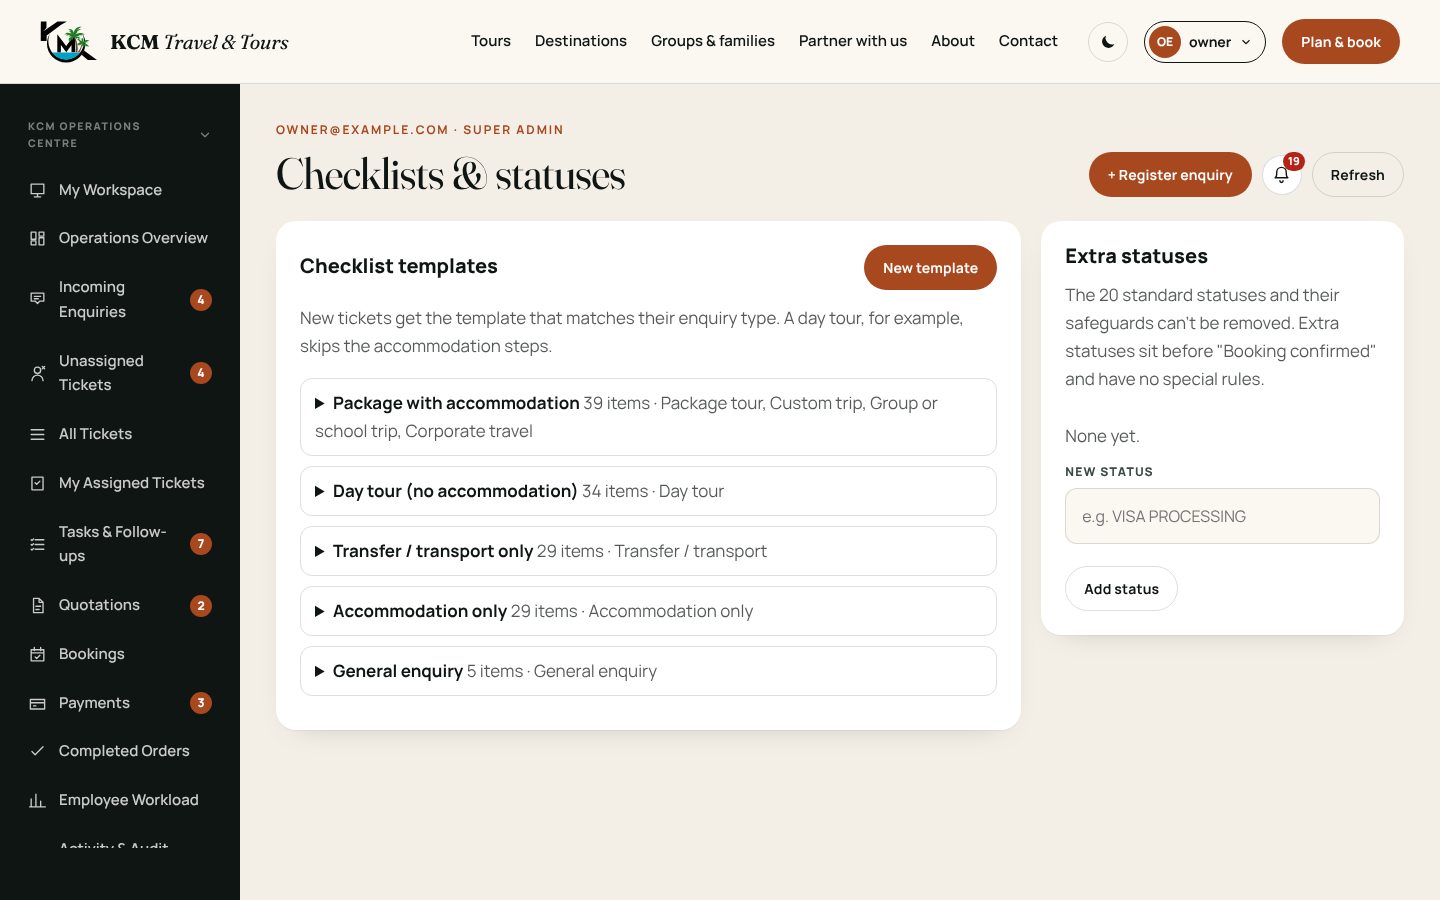 KCM Travel & Tours
Tours
Destinations
Groups & families
Partner with us
About
Contact
OE
owner
Plan & book
KCM OPERATIONS
CENTRE
My Workspace
Operations Overview
Incoming
Enquiries
4
Unassigned
Tickets
4
All Tickets
My Assigned Tickets
Tasks & Follow-
ups
7
Quotations
2
Bookings
Payments
3
Completed Orders
Employee Workload
Activity & Audit
OWNER@EXAMPLE.COM · SUPER ADMIN
Checklists & statuses
+ Register enquiry
19
Refresh
Checklist templates
New template
New tickets get the template that matches their enquiry type. A day tour, for example,
skips the accommodation steps.
Package with accommodation 39 items · Package tour, Custom trip, Group or
school trip, Corporate travel
Day tour (no accommodation) 34 items · Day tour
Transfer / transport only 29 items · Transfer / transport
Accommodation only 29 items · Accommodation only
General enquiry 5 items · General enquiry
Extra statuses
The 20 standard statuses and their
safeguards can't be removed. Extra
statuses sit before "Booking confirmed"
and have no special rules.
None yet.
NEW STATUS
e.g. VISA PROCESSING
Add status